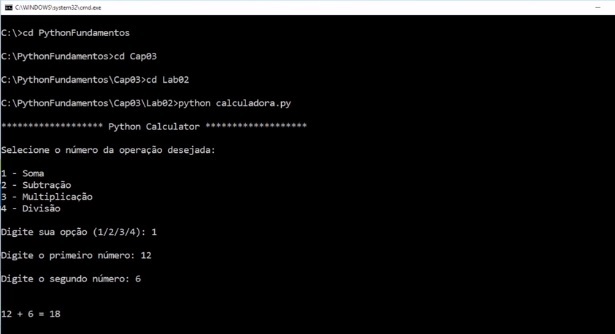 C:\WINDOWS\system32\cmd.exe
C:\>cd PythonFundamentos
C:\PythonFundamentos>cd Cap03
C:\PythonFundamentos\Cap03>cd Lab02
C:\PythonFundamentos\Cap03\Lab02>python calculadora.py
******************* Python Calculator *******************
Selecione o número da operação desejada:
1 - Soma
2 - Subtração
3 - Multiplicação
4 - Divisão
Digite sua opção (1/2/3/4): 1
Digite o primeiro número: 12
Digite o segundo número: 6
12 + 6 = 18